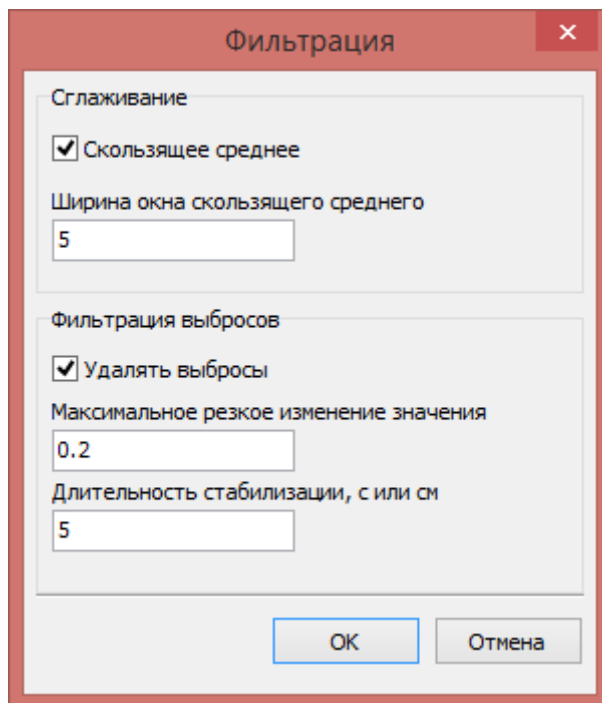 Фильтрация
Сглаживание
Скользящее среднее
Ширина окна скользящего среднего
5
Фильтрация выбросов
Удалять выбросы
Максимальное резкое изменение значения
0.2
Длительность стабилизации, с или см
5
ОК
Отмена